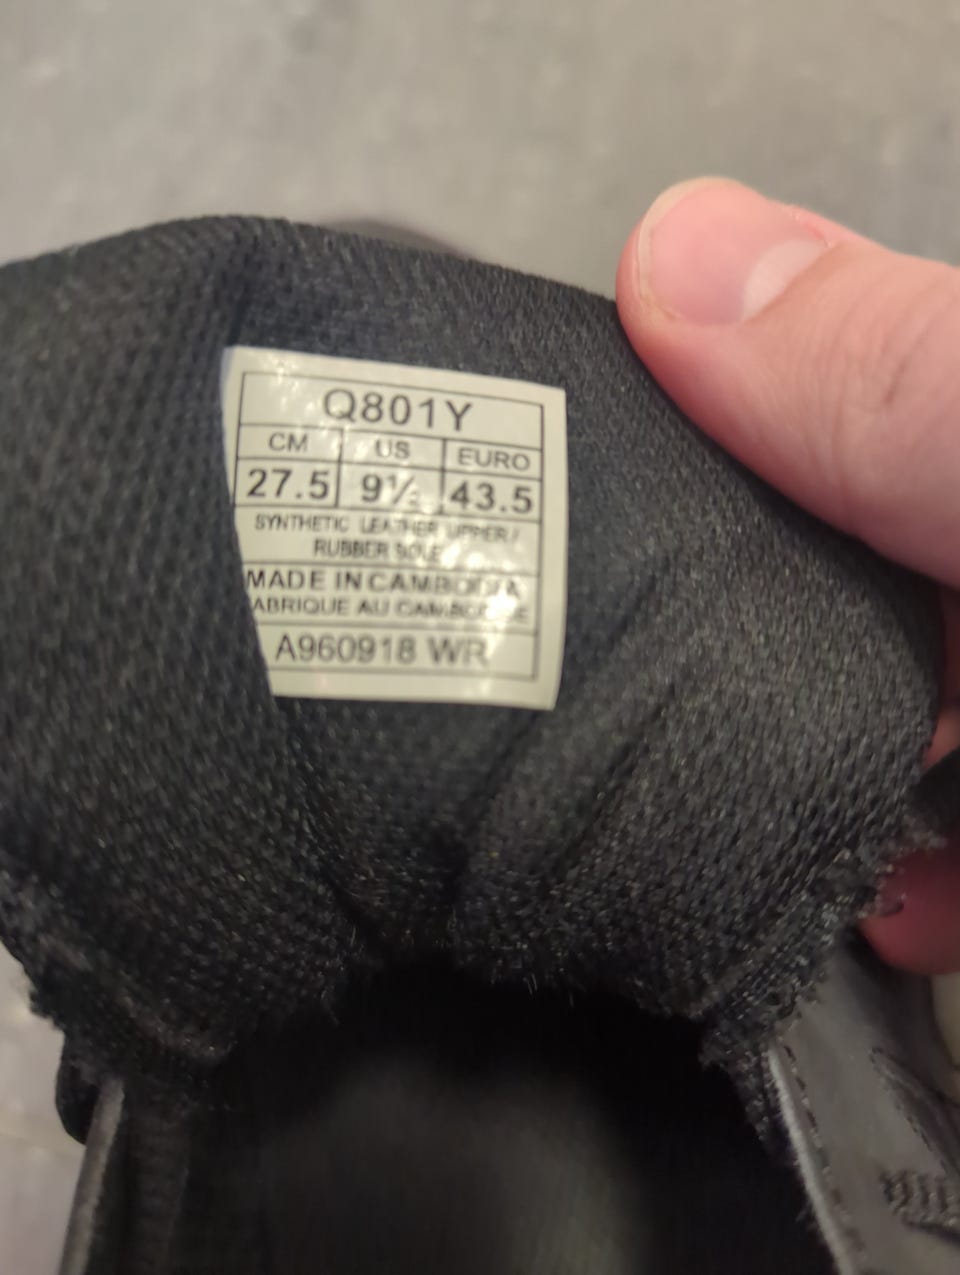 Q801Y
CM US EURO
27.5 9½ 43.5
SYNTHETIC LEATHER UPPER /
RUBBER SOLE
MADE IN CAMBODIA
ABRIQUE AU CAMBODGE
A960918 WR